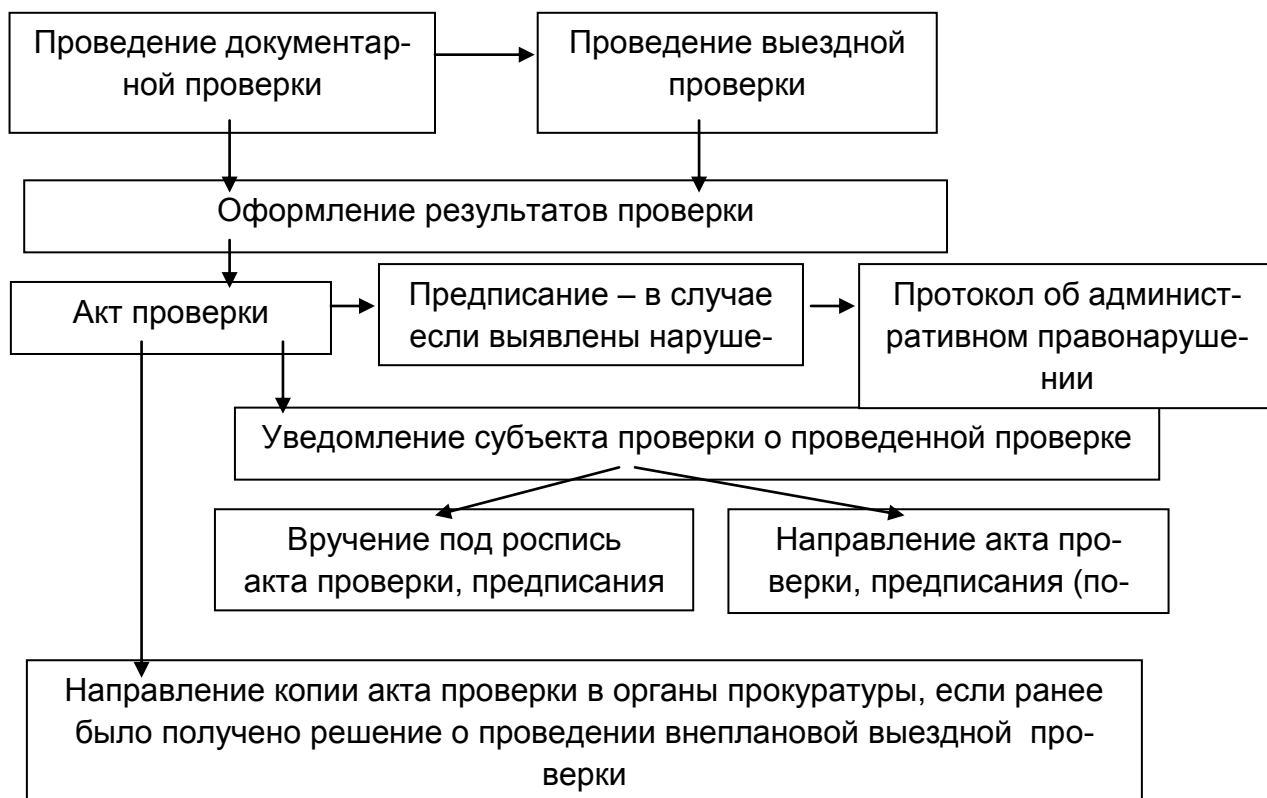 Проведение документар-
ной проверки
Проведение выездной
проверки
Оформление результатов проверки
Акт проверки
Предписание – в случае
если выявлены наруше-
Протокол об админист-
ративном правонаруше-
нии
Уведомление субъекта проверки о проведенной проверке
Вручение под роспись
акта проверки, предписания
Направление акта про-
верки, предписания (по-
Направление копии акта проверки в органы прокуратуры, если ранее
было получено решение о проведении внеплановой выездной про-
верки